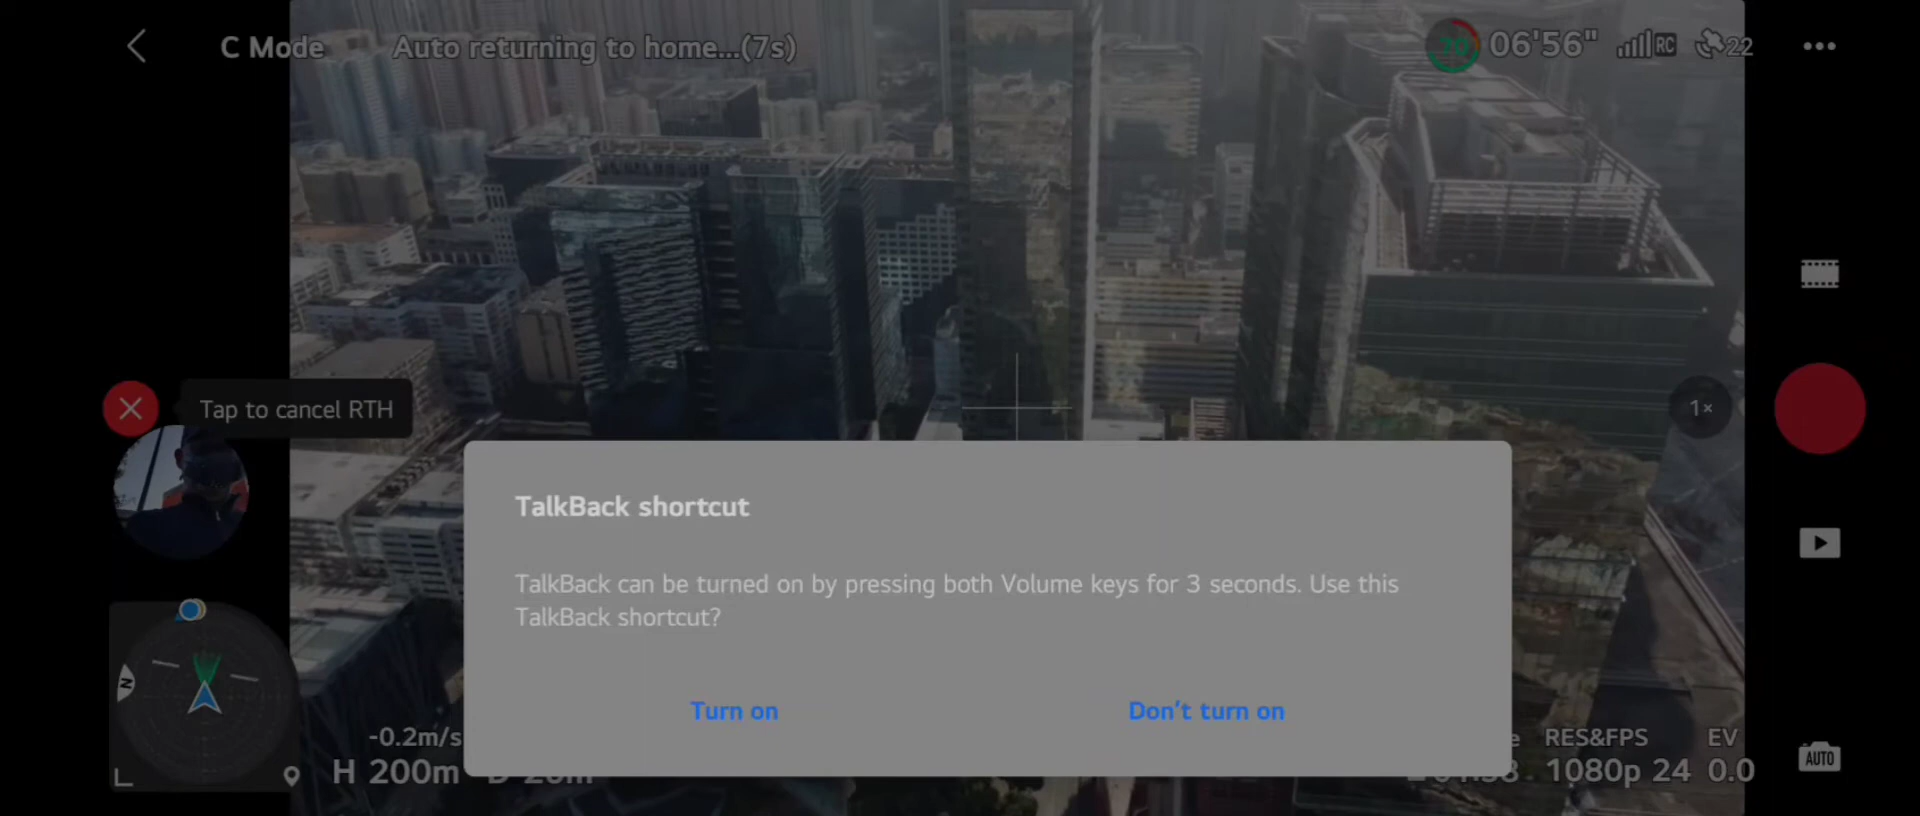 C Mode
Auto returning to home...(7s)
20
06'56"
RC
22
Tap to cancel RTH
1×
TalkBack shortcut
TalkBack can be turned on by pressing both Volume keys for 3 seconds. Use this
TalkBack shortcut?
Turn on
Don't turn on
N
L
-0.2m/s
H 200m
RES&FPS
EV
1080p 24
0.0
AUTO